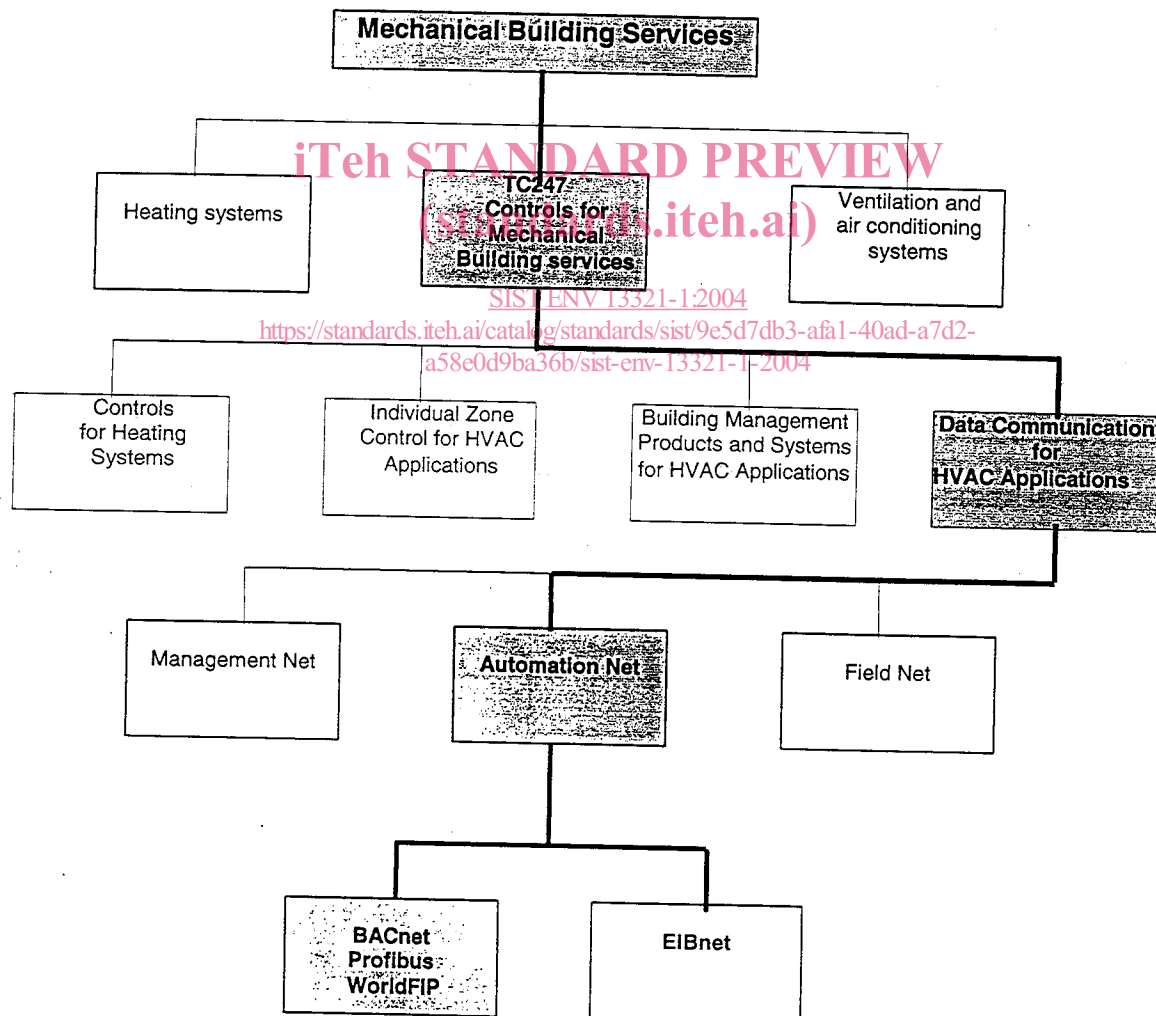 Mechanical Building Services
iTeh STANDARD PREVIEW
(standards.iteh.ai)
Heating systems
TC247
Controls for
Mechanical
Building services
Ventilation and
air conditioning
systems
SIST ENV 13321-1:2004
https://standards.iteh.ai/catalog/standards/sist/9e5d7db3-afa1-40ad-a7d2-
a58e0d9ba36b/sist-env-13321-1-2004
Controls
for Heating
Systems
Individual Zone
Control for HVAC
Applications
Building Management
Products and Systems
for HVAC Applications
Data Communication
for
HVAC Applications
Management Net
Automation Net
Field Net
BACnet
Profibus
WorldFIP
EIBnet